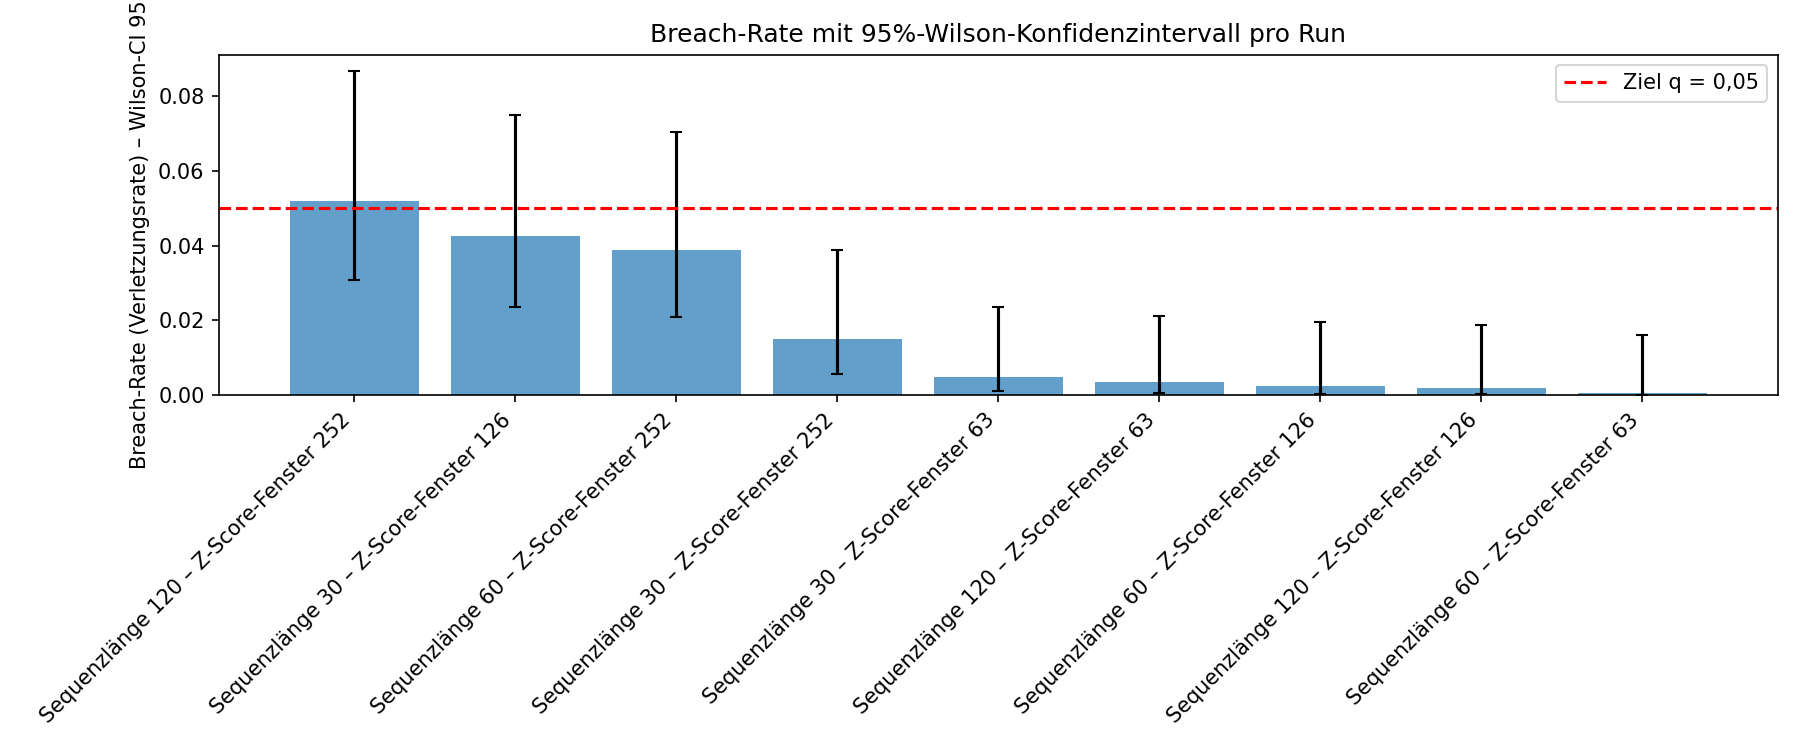 Breach-Rate mit 95%-Wilson-Konfidenzintervall pro Run
Breach-Rate (Verletzungsrate) – Wilson-CI 95
0.08
0.06
0.04
0.02
0.00
Ziel q = 0,05
Sequenzlänge 120 – Z-Score-Fenster 252
Sequenzlänge 30 – Z-Score-Fenster 126
Sequenzlänge 60 – Z-Score-Fenster 252
Sequenzlänge 30 – Z-Score-Fenster 252
Sequenzlänge 30 – Z-Score-Fenster 63
Sequenzlänge 120 – Z-Score-Fenster 63
Sequenzlänge 60 – Z-Score-Fenster 126
Sequenzlänge 120 – Z-Score-Fenster 126
Sequenzlänge 60 – Z-Score-Fenster 63